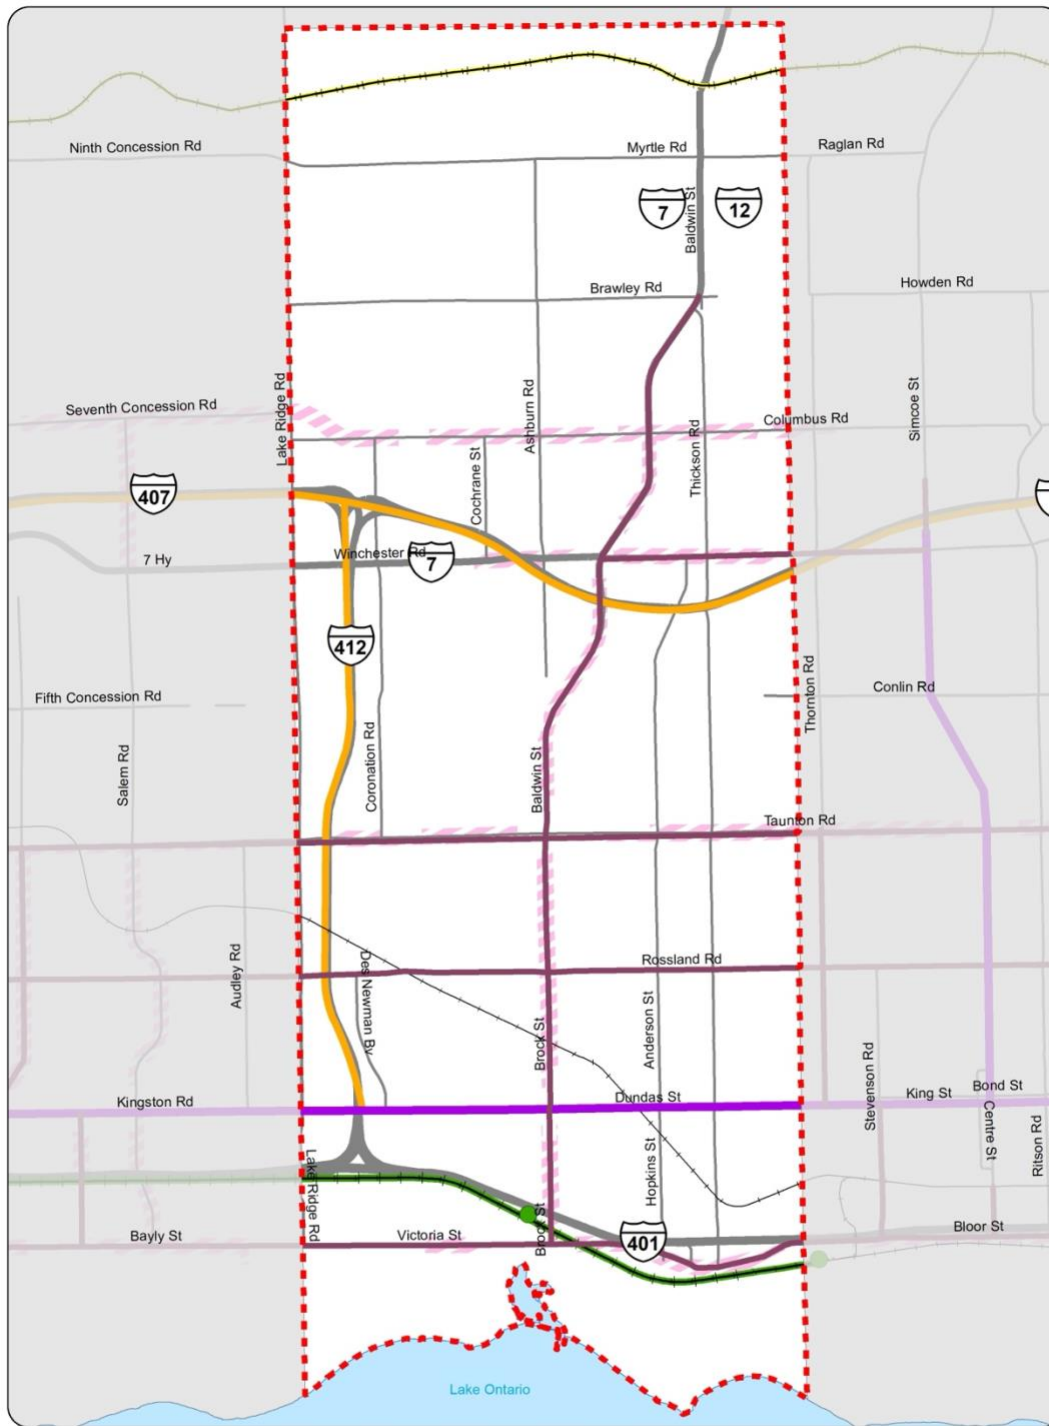 Ninth Concession Rd
Myrtle Rd
Raglan Rd
7
Baldwin St
12
Brawley Rd
Howden Rd
Seventh Concession Rd
Lake Ridge Rd
Ashburn Rd
Columbus Rd
Simcoe St
Thickson Rd
Cochrane St
407
Winchester Rd
7 Hy
7
412
Fifth Concession Rd
Thornton Rd
Conlin Rd
Salem Rd
Coronation Rd
Baldwin St
Taunton Rd
Audley Rd
Des Newman Bv
Rossland Rd
Brock St
Anderson St
Stevenson Rd
Kingston Rd
Dundas St
King St
Bond St
Centre St
Ritson Rd
Lake Ridge Rd
Hopkins St
Bayly St
Victoria St
Brock St
401
Bloor St
Lake Ontario